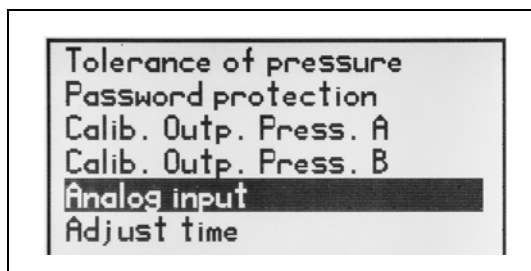 Tolerance of pressure
Password protection
Calib. Outp. Press. A
Calib. Outp. Press. B
Analog input
Adjust time